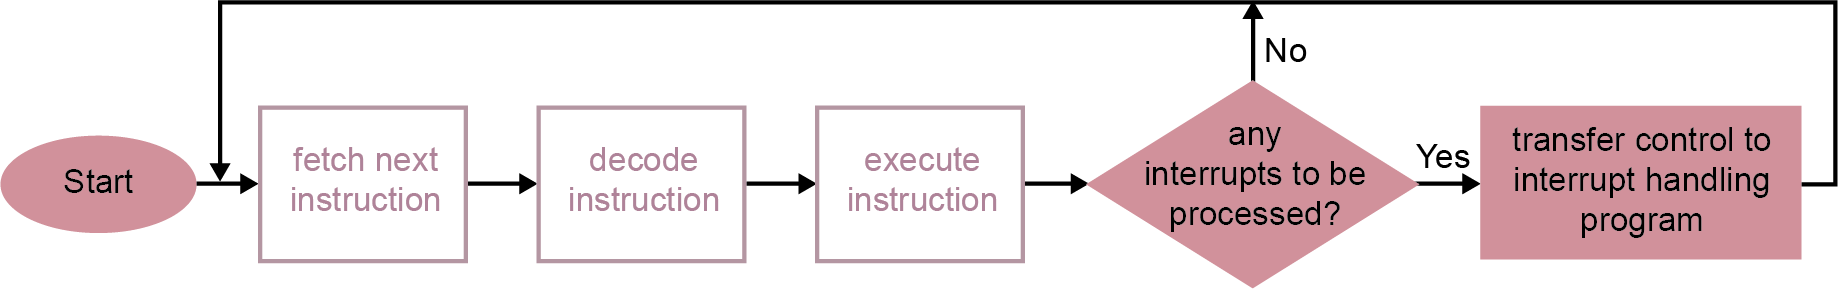 Start
fetch next
instruction
decode
instruction
execute
instruction
any
interrupts to be
processed?
No
Yes
transfer control to
interrupt handling
program